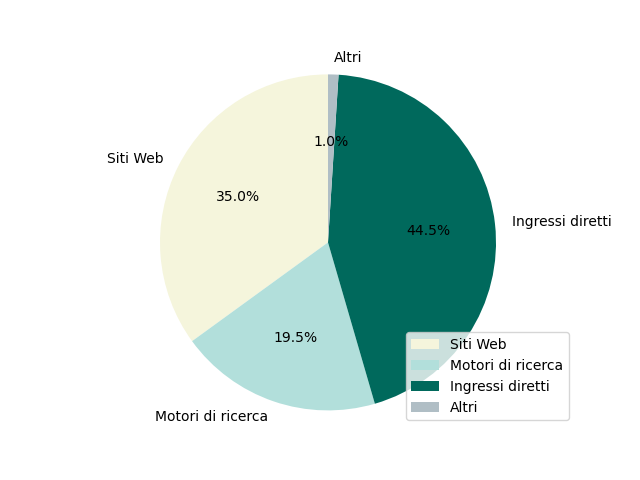 Altri
1.0%
Siti Web
35.0%
Ingressi diretti
44.5%
19.5%
Motori di ricerca
Siti Web
Motori di ricerca
Ingressi diretti
Altri